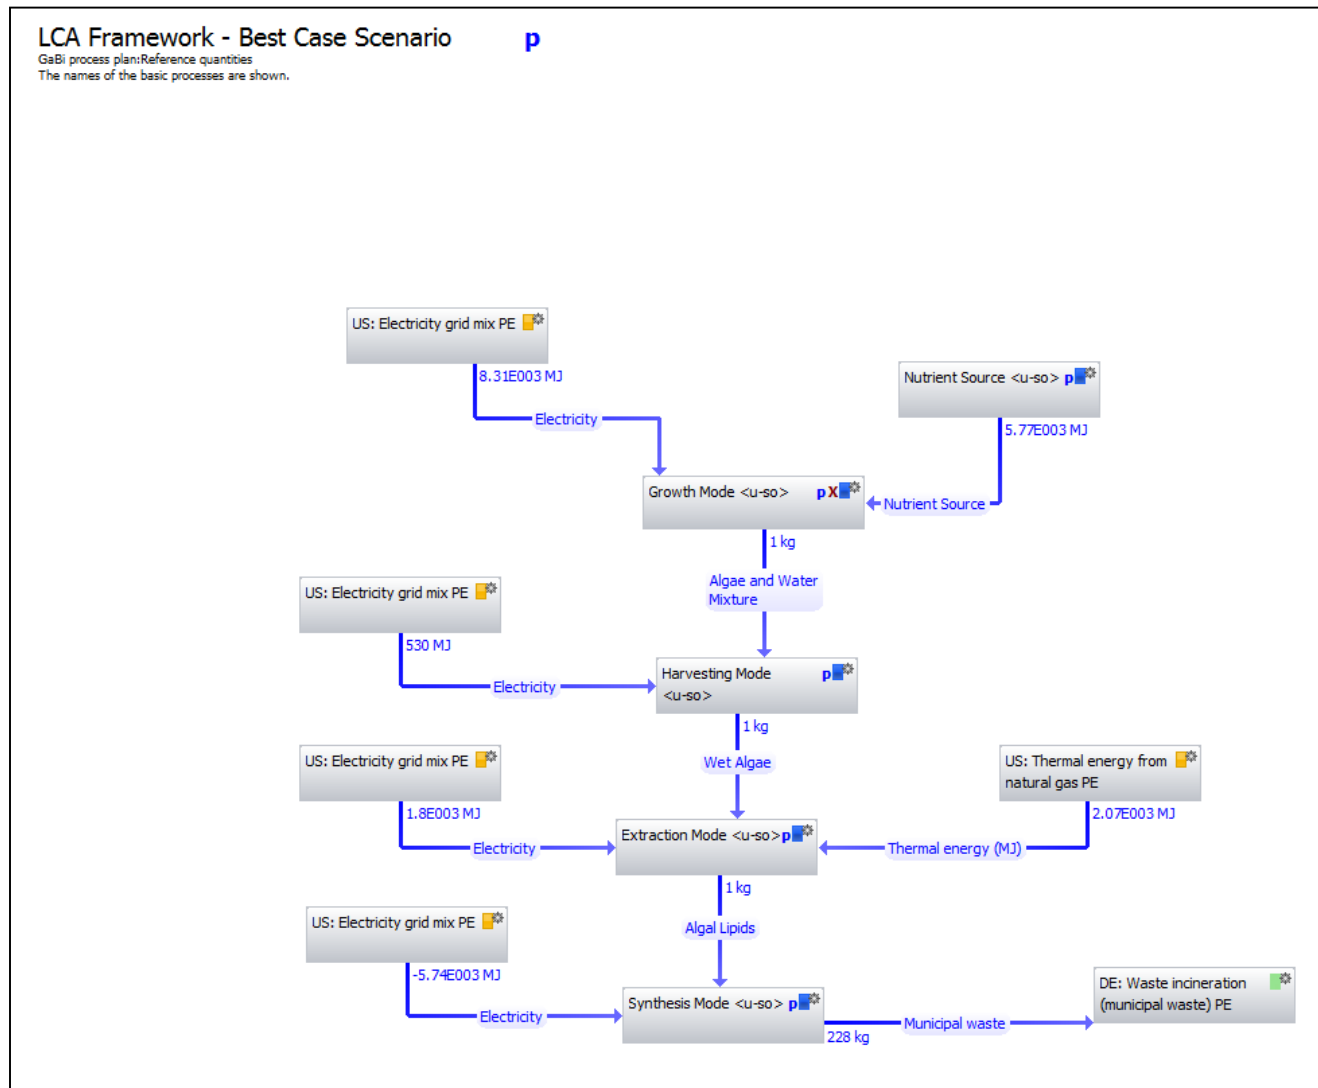 LCA Framework - Best Case Scenario p
GaBi process plan:Reference quantities
The names of the basic processes are shown.
US: Electricity grid mix PE
8.31E003 MJ
Electricity
Nutrient Source <u-so> p
5.77E003 MJ
Nutrient Source
Growth Mode <u-so> p X
1 kg
Algae and Water
Mixture
US: Electricity grid mix PE
530 MJ
Electricity
Harvesting Mode p
<u-so>
1 kg
Wet Algae
US: Electricity grid mix PE
1.8E003 MJ
Electricity
US: Thermal energy from
natural gas PE
2.07E003 MJ
Thermal energy (MJ)
Extraction Mode <u-so> p
1 kg
Algal Lipids
US: Electricity grid mix PE
-5.74E003 MJ
Electricity
Synthesis Mode <u-so> p
228 kg
Municipal waste
DE: Waste incineration
(municipal waste) PE